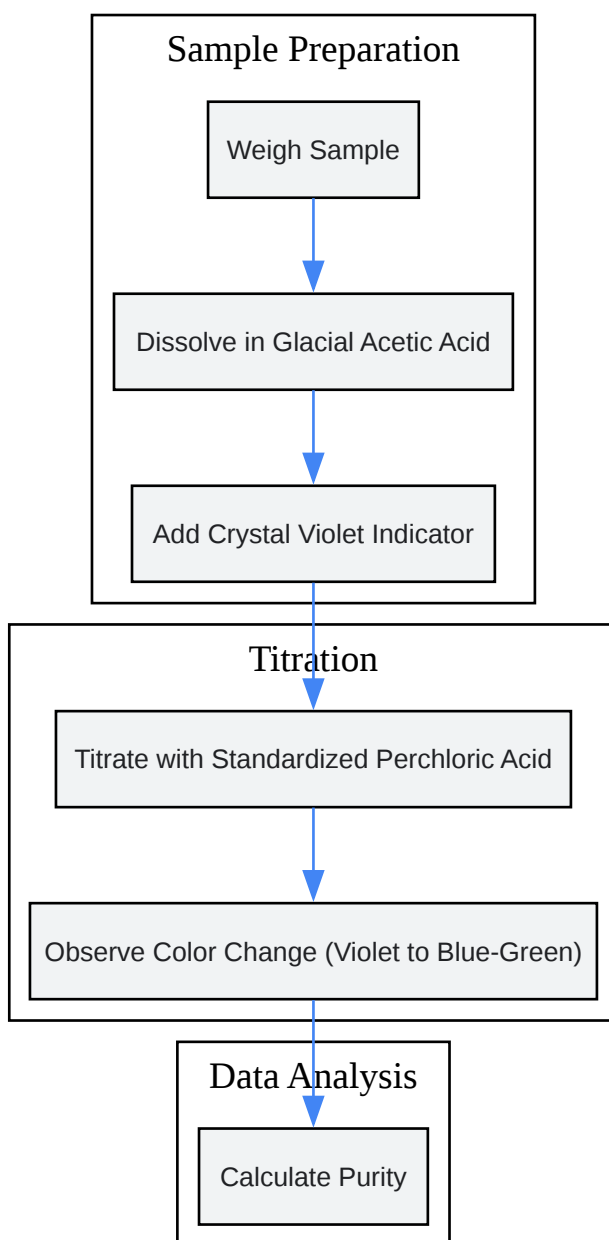 Sample Preparation
Weigh Sample
Dissolve in Glacial Acetic Acid
Add Crystal Violet Indicator
Titration
Titrate with Standardized Perchloric Acid
Observe Color Change (Violet to Blue-Green)
Data Analysis
Calculate Purity